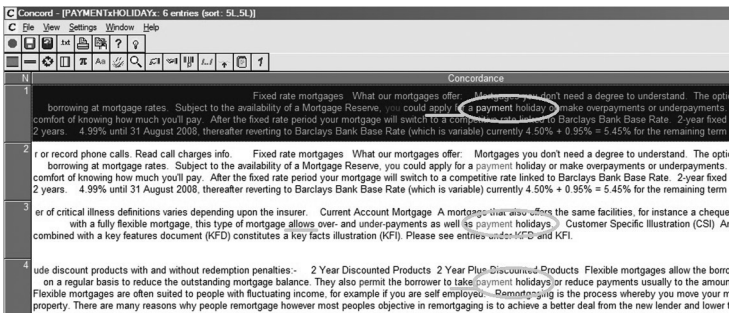 Concord - [PAYMENTxHOLIDAYx: 6 entries (sort: 5L,5L)]
File View Settings Window Help
N Concordance
1 Fixed rate mortgages What our mortgages offer: Mortgages you don't need a degree to understand. The optic
borrowing at mortgage rates. Subject to the availability of a Mortgage Reserve, you could apply for a payment holiday or make overpayments or underpayments.
comfort of knowing how much you'll pay. After the fixed rate period your mortgage will switch to a competitive rate linked to Barclays Bank Base Rate. 2-year fixed
2 years. 4.99% until 31 August 2008, thereafter reverting to Barclays Bank Base Rate (which is variable) currently 4.50% + 0.95% = 5.45% for the remaining term
2 r or record phone calls. Read call charges info. Fixed rate mortgages What our mortgages offer: Mortgages you don't need a degree to understand. The optic
borrowing at mortgage rates. Subject to the availability of a Mortgage Reserve, you could apply for a payment holiday or make overpayments or underpayments.
comfort of knowing how much you'll pay. After the fixed rate period your mortgage will switch to a competitive rate linked to Barclays Bank Base Rate. 2-year fixed
2 years. 4.99% until 31 August 2008, thereafter reverting to Barclays Bank Base Rate (which is variable) currently 4.50% + 0.95% = 5.45% for the remaining term
3 er of critical illness definitions varies depending upon the insurer. Current Account Mortgage A mortgage that also offers the same facilities, for instance a cheque
with a fully flexible mortgage, this type of mortgage allows over- and under-payments as well as payment holidays. Customer Specific Illustration (CSI) An
combined with a key features document (KFD) constitutes a key facts illustration (KFI). Please see entries under KFD and KFI.
4 ude discount products with and without redemption penalties:- 2 Year Discounted Products 2 Year Plus Discounted Products Flexible mortgages allow the borro
on a regular basis to reduce the outstanding mortgage balance. They also permit the borrower to take payment holidays or reduce payments usually to the amoun
Flexible mortgages are often suited to people with fluctuating income, for example if you are self employed. Remortgaging is the process whereby you move your m
property. There are many reasons why people remortgage however most peoples objective in remortgaging is to achieve a better deal from the new lender and lower t